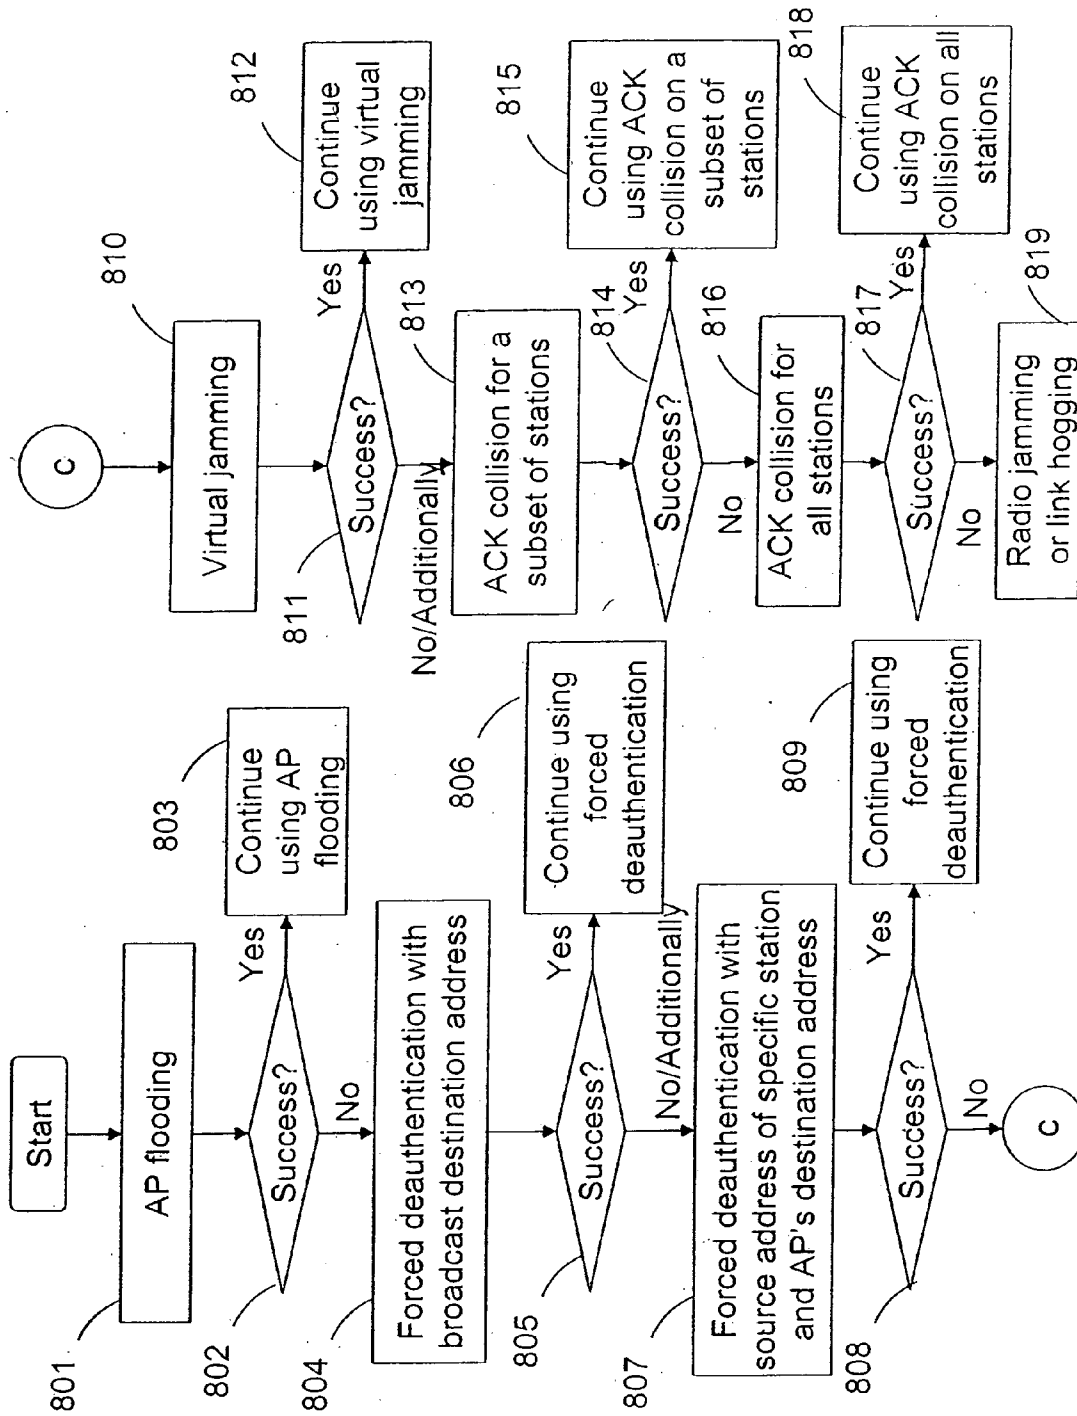 Start
801
AP flooding
802
Success?
Yes
803
Continue
using AP
flooding
No
804
Forced deauthentication with
broadcast destination address
805
Success?
Yes
806
Continue using
forced
deauthentication
No/Additionally
807
Forced deauthentication with
source address of specific station
and AP's destination address
808
Success?
Yes
809
Continue using
forced
deauthentication
No
C
C
810
Virtual jamming
811
Success?
Yes
812
Continue
using virtual
jamming
No/Additionally
813
ACK collision for a
subset of stations
814
Success?
Yes
815
Continue
using ACK
collision on a
subset of
stations
No
816
ACK collision for
all stations
817
Success?
Yes
818
Continue
using ACK
collision on all
stations
No
819
Radio jamming
or link hogging